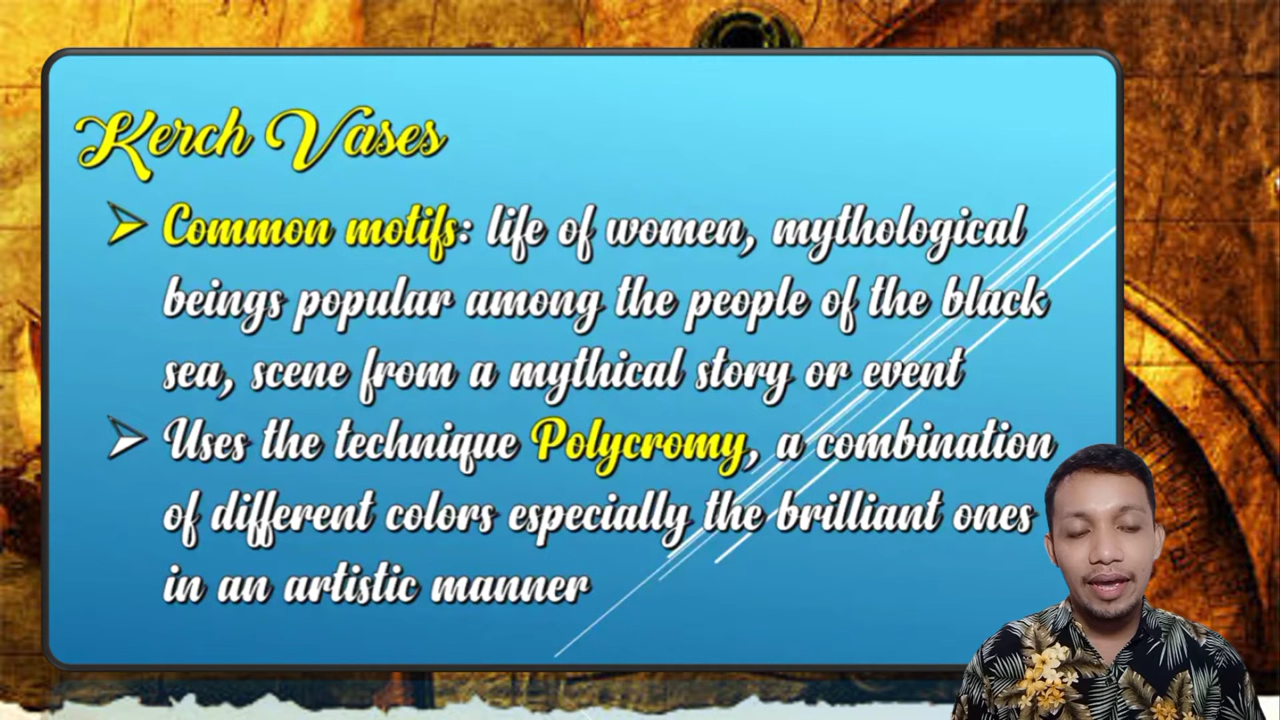 Kerch Vases
Common motifs: life of women, mythological
beings popular among the people of the black
sea, scene from a mythical story or event
Uses the technique Polycromy, a combination
of different colors especially the brilliant ones
in an artistic manner